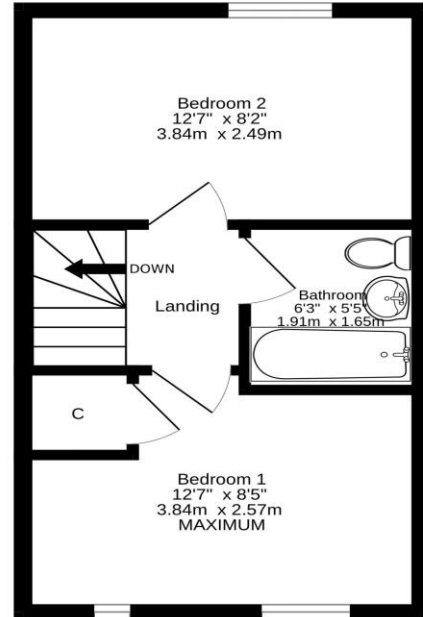 Bedroom 2
12'7" x 8'2"
3.84m x 2.49m
DOWN
Landing
Bathroom
6'3" x 5'5"
1.91m x 1.65m
C
Bedroom 1
12'7" x 8'5"
3.84m x 2.57m
MAXIMUM